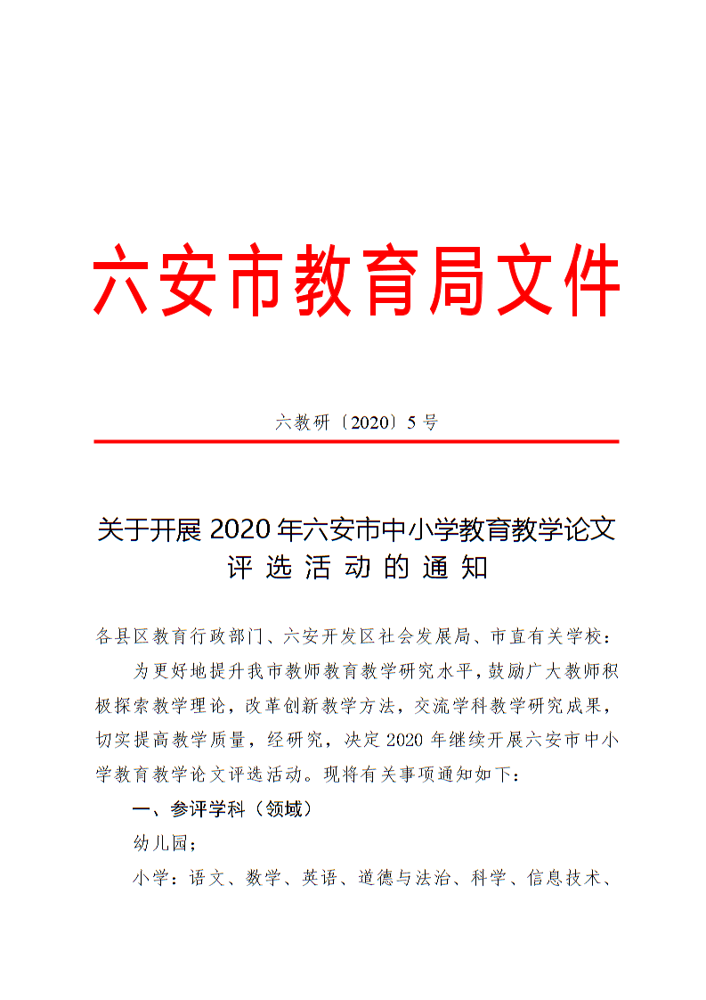 六安市教育局文件
六教研〔2020〕5 号
关于开展 2020 年六安市中小学教育教学论文
评 选 活 动 的 通 知
各县区教育行政部门、六安开发区社会发展局、市直有关学校：
为更好地提升我市教师教育教学研究水平，鼓励广大教师积
极探索教学理论，改革创新教学方法，交流学科教学研究成果，
切实提高教学质量，经研究，决定 2020 年继续开展六安市中小
学教育教学论文评选活动。现将有关事项通知如下：
一、参评学科（领域）
幼儿园；
小学：语文、数学、英语、道德与法治、科学、信息技术、